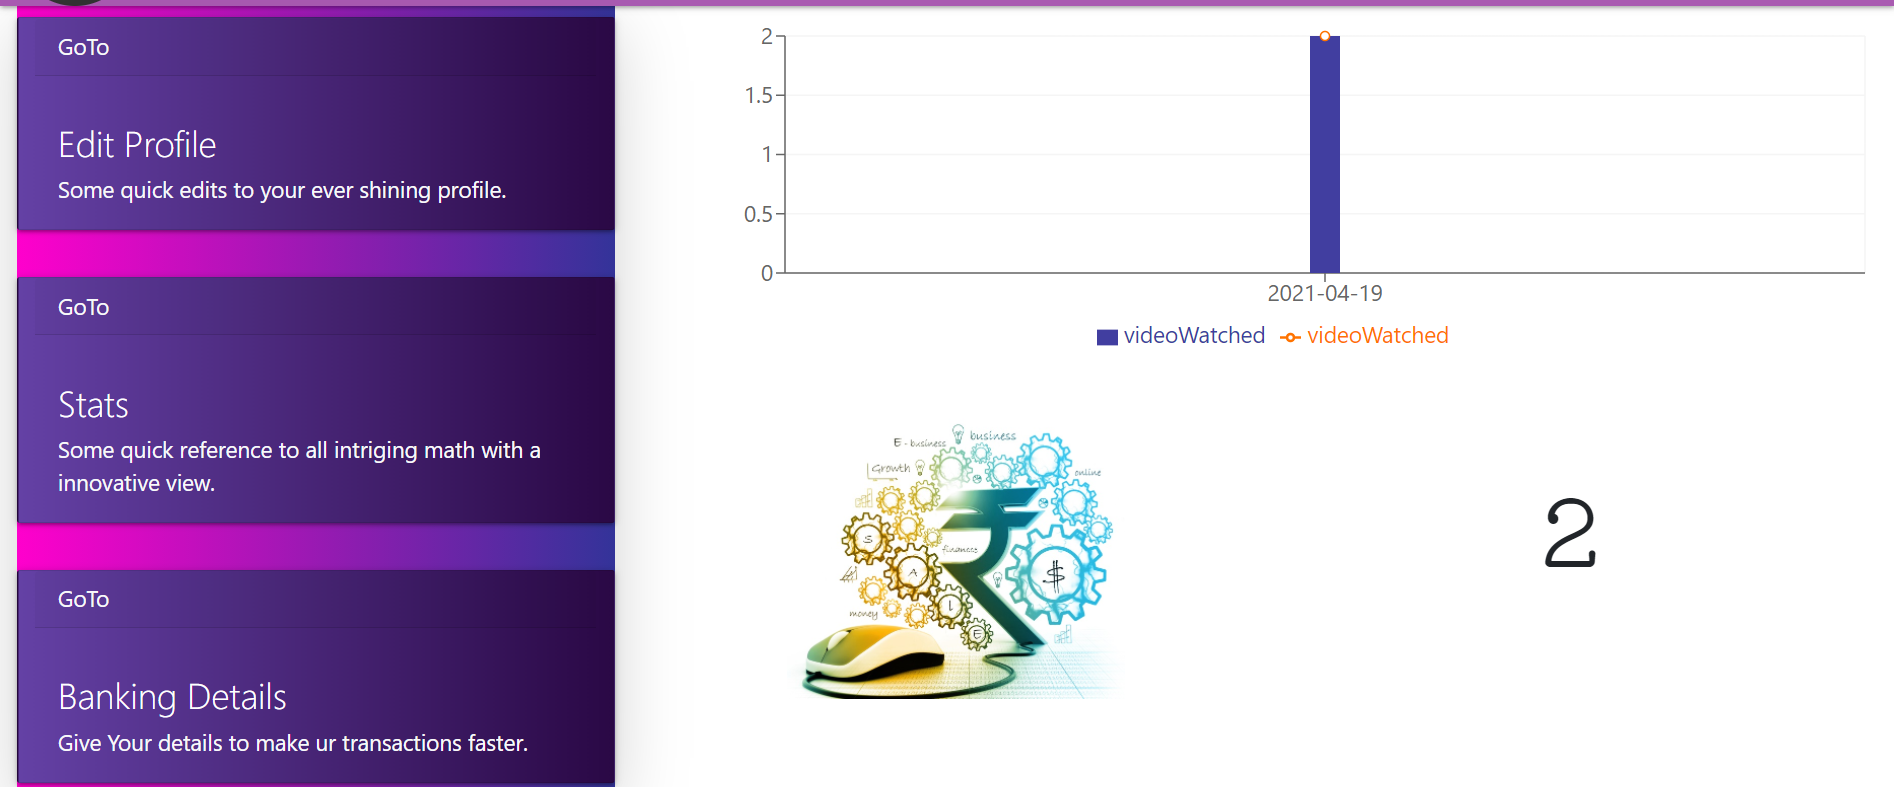 GoTo
Edit Profile
Some quick edits to your ever shining profile.
GoTo
Stats
Some quick reference to all intriging math with a
innovative view.
GoTo
Banking Details
Give Your details to make ur transactions faster.
2
1.5
1
0.5
0
2021-04-19
videoWatched videoWatched
E - business business
Growth
online
S
finances
A
$
money
L
E
2